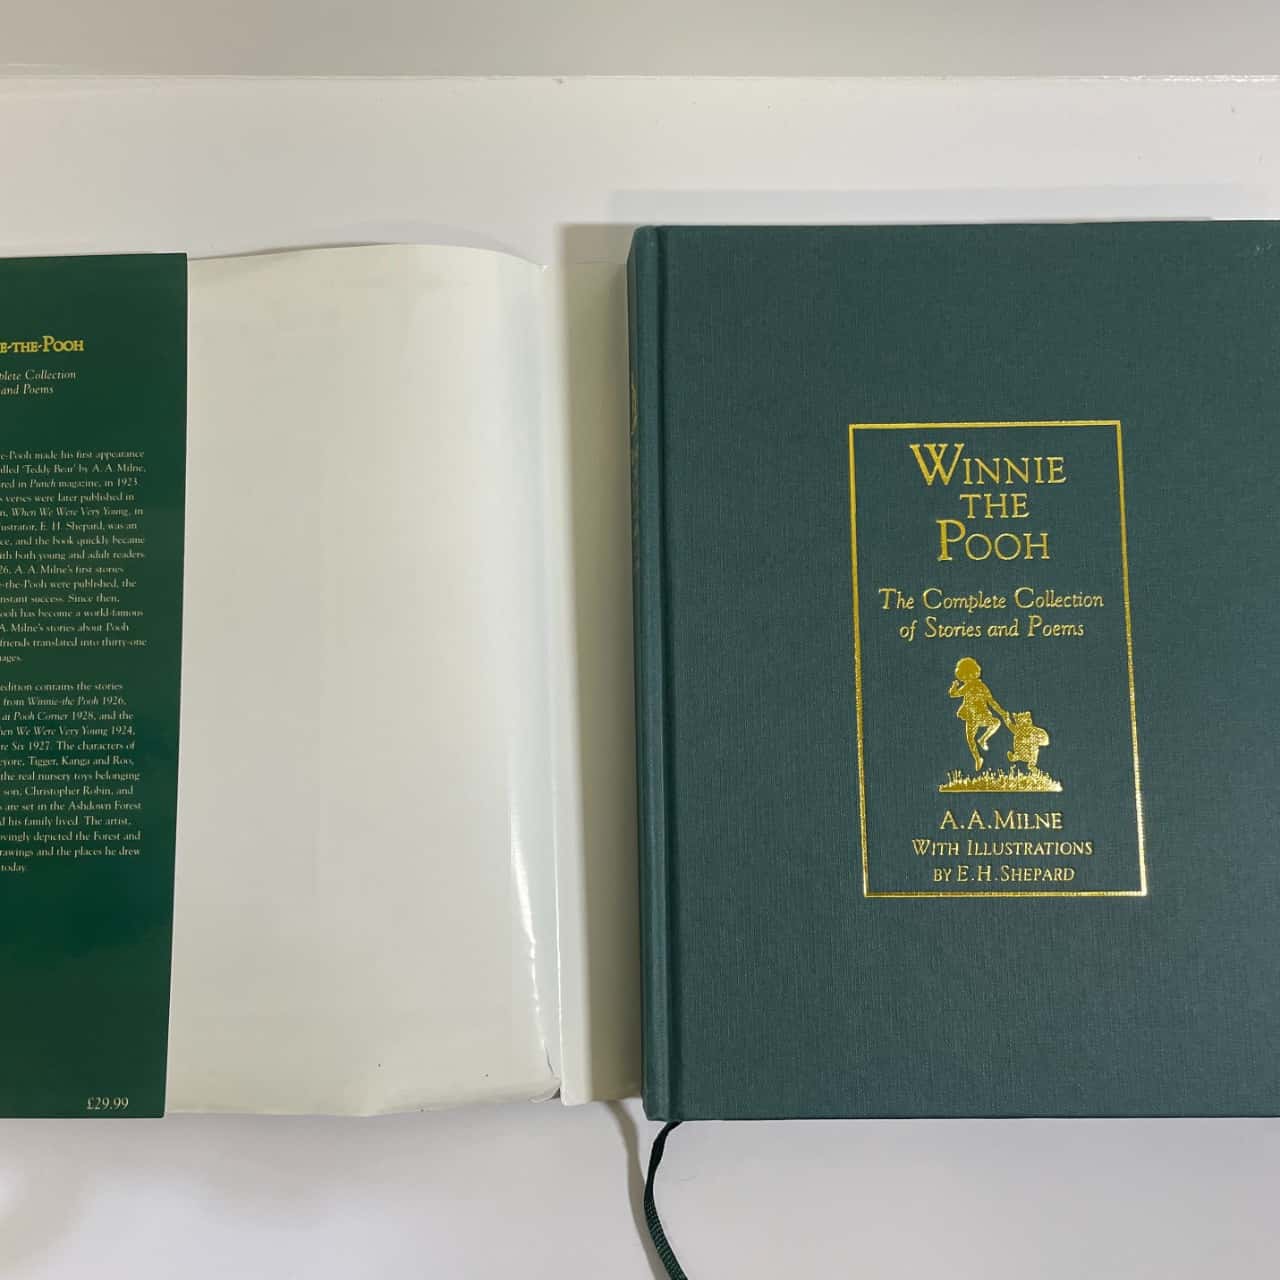 E-THE-POOH
plete Collection
and Poems
e-Pooh made his first appearance
lled 'Teddy Bear' by A. A. Milne,
red in Punch magazine, in 1923.
s verses were later published in
n, When We Were Very Young, in
ustrator, E. H. Shepard, was an
ce, and the book quickly became
ith both young and adult readers.
26, A. A. Milne's first stories
e-the-Pooh were published, the
nstant success. Since then,
ooh has become a world-famous
A. Milne's stories about Pooh
friends translated into thirty-one
ages.
edition contains the stories
from Winnie-the Pooh 1926,
at Pooh Corner 1928, and the
hen We Were Very Young 1924,
re Six 1927. The characters of
eyore, Tigger, Kanga and Roo,
the real nursery toys belonging
son, Christopher Robin, and
s are set in the Ashdown Forest
d his family lived. The artist,
ovingly depicted the Forest and
rawings and the places he drew
today.
£29.99
WINNIE
THE
POOH
The Complete Collection
of Stories and Poems
A.A.MILNE
WITH ILLUSTRATIONS
BY E.H.SHEPARD